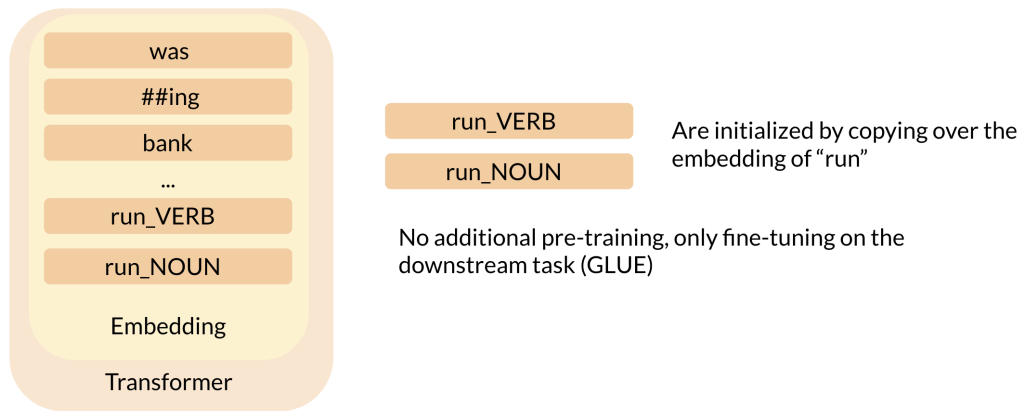 was
##ing
bank
...
run_VERB
run_NOUN
Embedding
Transformer
run_VERB
run_NOUN
Are initialized by copying over the
embedding of “run”
No additional pre-training, only fine-tuning on the
downstream task (GLUE)